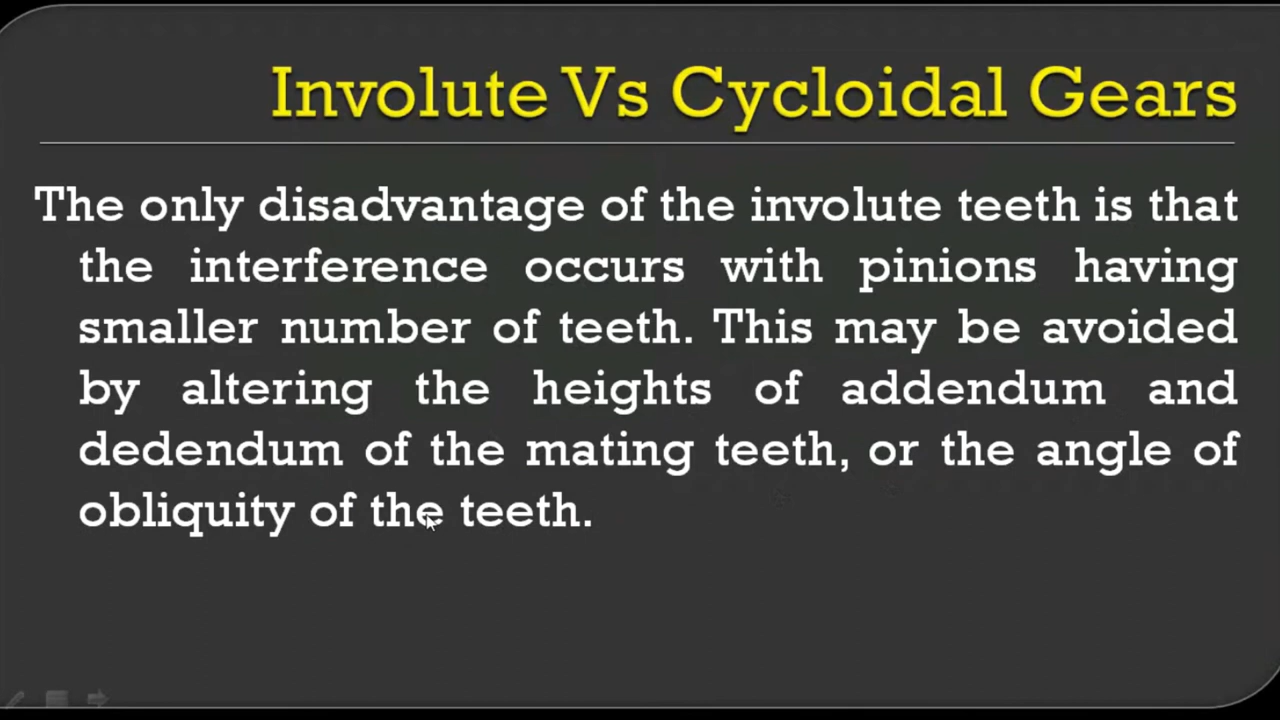 Involute Vs Cycloidal Gears
The only disadvantage of the involute teeth is that
the interference occurs with pinions having
smaller number of teeth. This may be avoided
by altering the heights of addendum and
dedendum of the mating teeth, or the angle of
obliquity of the teeth.